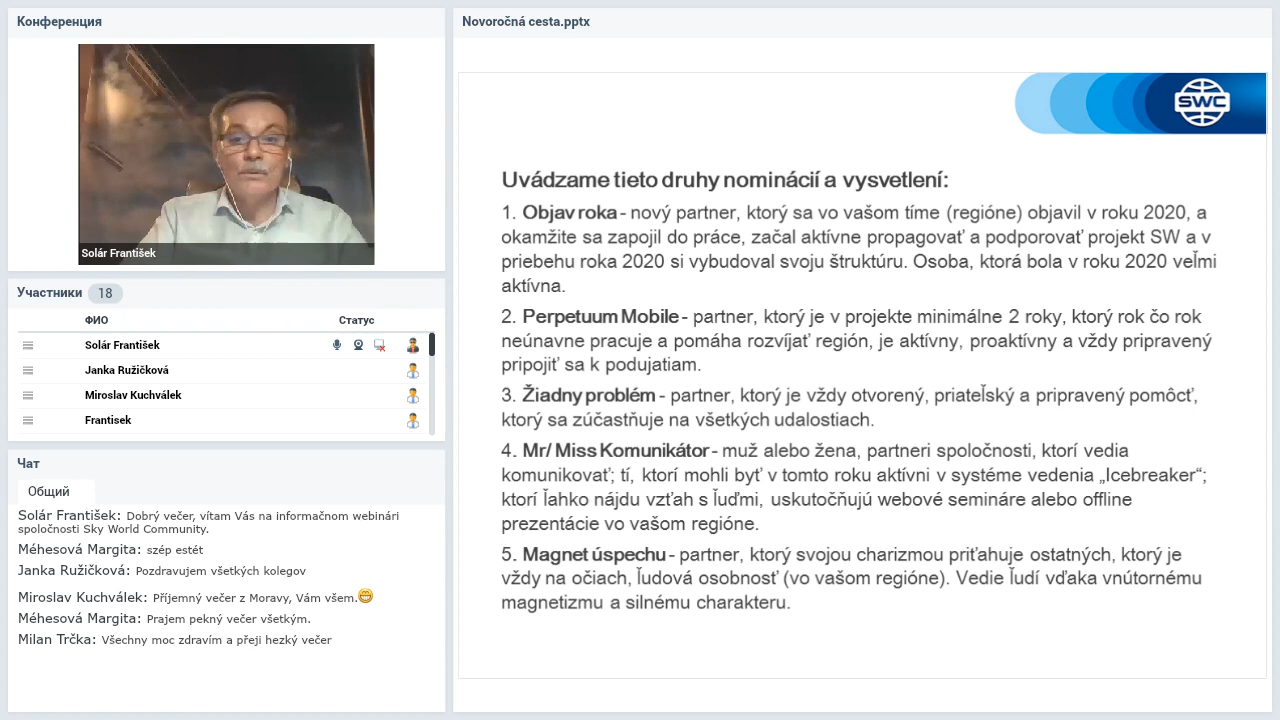 Конференция
Solár František
Участники 18
ФИО Статус
Solár František
Janka Ružičková
Miroslav Kuchválek
Frantisek
Чат
Общий
Solár František: Dobrý večer, vítam Vás na informačnom webinári
spoločnosti Sky World Community.
Méhesová Margita: szép estét
Janka Ružičková: Pozdravujem všetkých kolegov
Miroslav Kuchválek: Příjemný večer z Moravy, Vám všem.😁
Méhesová Margita: Prajem pekný večer všetkým.
Milan Trčka: Všechny moc zdravím a přeji hezký večer
Novoročná cesta.pptx
SWC
Uvádzame tieto druhy nominácií a vysvetlení:
1. Objav roka - nový partner, ktorý sa vo vašom tíme (regióne) objavil v roku 2020, a
okamžite sa zapojil do práce, začal aktívne propagovať a podporovať projekt SW a v
priebehu roka 2020 si vybudoval svoju štruktúru. Osoba, ktorá bola v roku 2020 veľmi
aktívna.
2. Perpetuum Mobile - partner, ktorý je v projekte minimálne 2 roky, ktorý rok čo rok
neúnavne pracuje a pomáha rozvíjať región, je aktívny, proaktívny a vždy pripravený
pripojiť sa k podujatiam.
3. Žiadny problém - partner, ktorý je vždy otvorený, priateľský a pripravený pomôcť,
ktorý sa zúčastňuje na všetkých udalostiach.
4. Mr/ Miss Komunikátor - muž alebo žena, partneri spoločnosti, ktorí vedia
komunikovať; tí, ktorí mohli byť v tomto roku aktívni v systéme vedenia „Icebreaker“;
ktorí ľahko nájdu vzťah s ľuďmi, uskutočňujú webové semináre alebo offline
prezentácie vo vašom regióne.
5. Magnet úspechu - partner, ktorý svojou charizmou priťahuje ostatných, ktorý je
vždy na očiach, ľudová osobnosť (vo vašom regióne). Vedie ľudí vďaka vnútornému
magnetizmu a silnému charakteru.